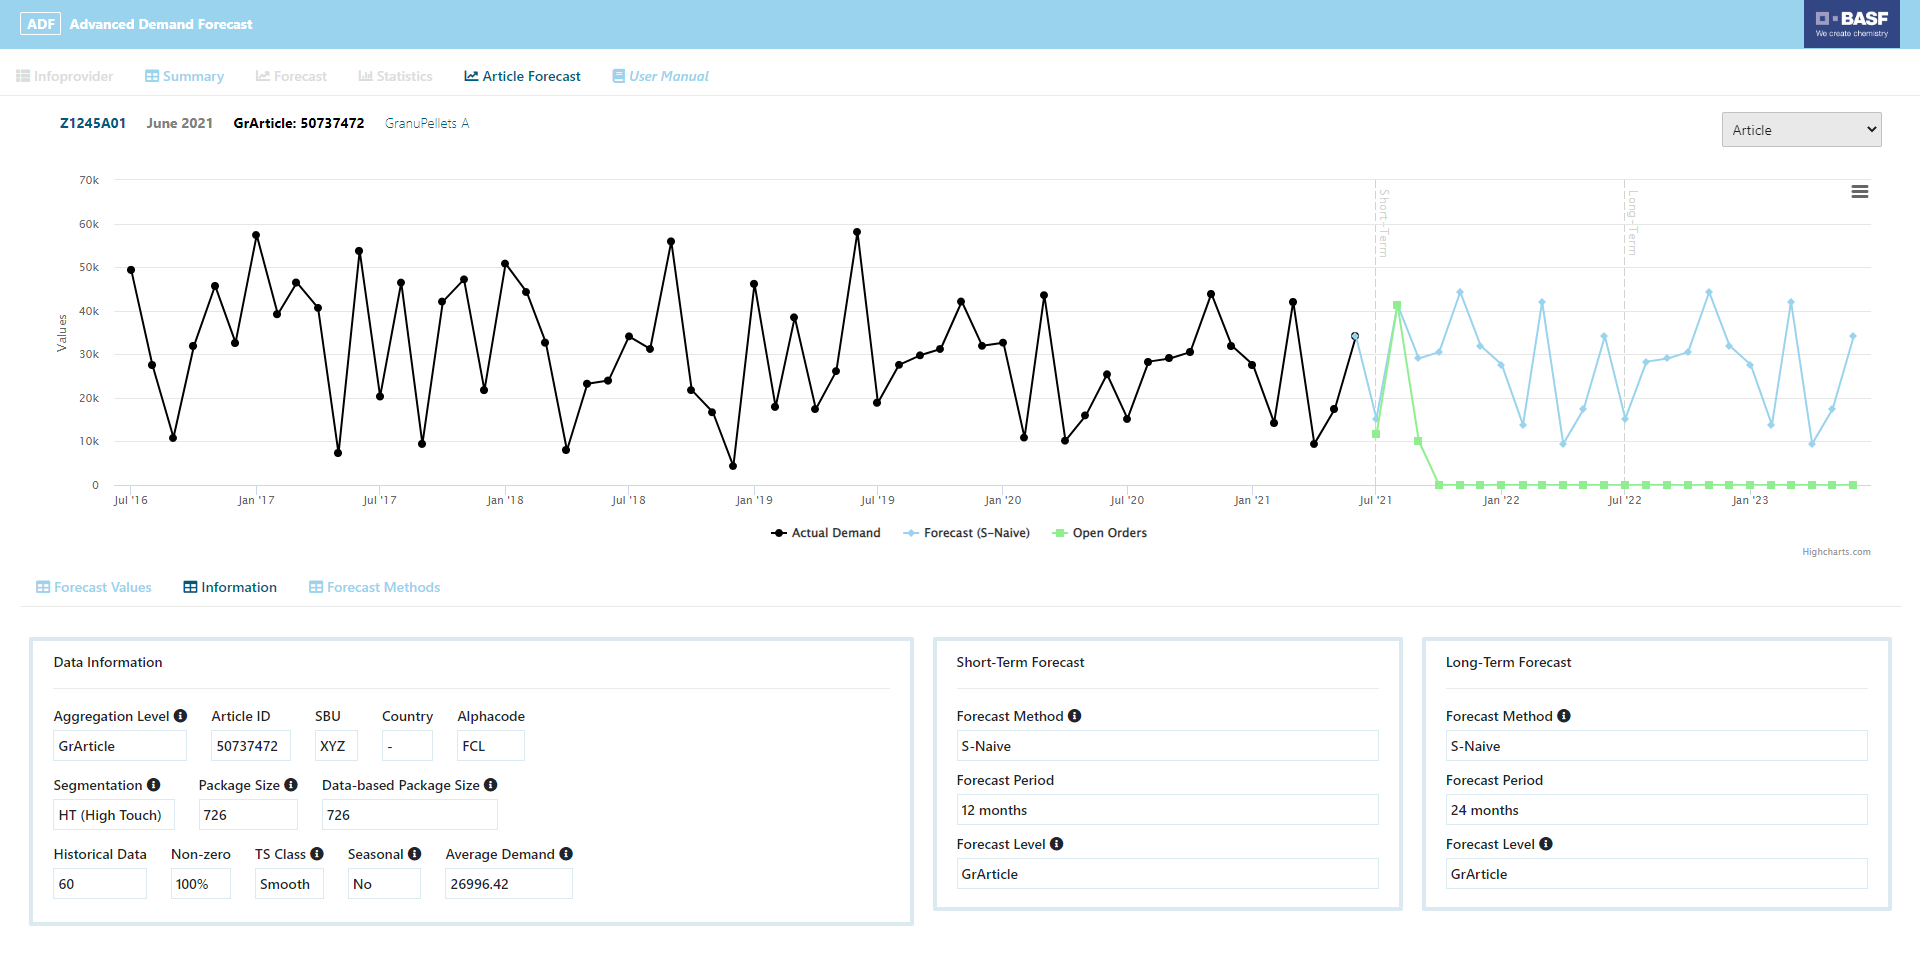 ADF Advanced Demand Forecast
BASF
We create chemistry
Infoprovider Summary Forecast Statistics Article Forecast User Manual
Z1245A01 June 2021 GrArticle: 50737472 GranuPellets A
Article
70k
60k
50k
40k
30k
20k
10k
0
Values
Short-Term
Long-Term
Jul '16 Jan '17 Jul '17 Jan '18 Jul '18 Jan '19 Jul '19 Jan '20 Jul '20 Jan '21 Jul '21 Jan '22 Jul '22 Jan '23
Actual Demand Forecast (S-Naive) Open Orders
Highcharts.com
Forecast Values Information Forecast Methods
Data Information
Aggregation Level Article ID SBU Country Alphacode
GrArticle 50737472 XYZ - FCL
Segmentation Package Size Data-based Package Size
HT (High Touch) 726 726
Historical Data Non-zero TS Class Seasonal Average Demand
60 100% Smooth No 26996.42
Short-Term Forecast
Forecast Method
S-Naive
Forecast Period
12 months
Forecast Level
GrArticle
Long-Term Forecast
Forecast Method
S-Naive
Forecast Period
24 months
Forecast Level
GrArticle